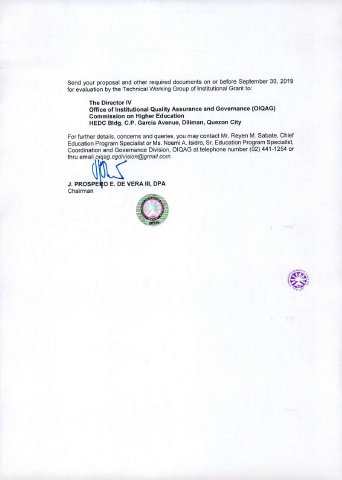 Send your proposal and other required documents on or before September 30, 2019
for evaluation by the Technical Working Group of Institutional Grant to:
The Director IV
Office of Institutional Quality Assurance and Governance (OIQAG)
Commission on Higher Education
HEDC Bldg. C.P. Garcia Avenue, Diliman, Quezon City
For further details, concerns and queries, you may contact Mr. Reyen M. Sabate, Chief
Education Program Specialist or Ms. Noemi A. Isidro, Sr. Education Program Specialist,
Coordination and Governance Division, OIQAG at telephone number (02) 441-1254 or
thru email oiqag.cgdivision@gmail.com.
J. PROSPERO E. DE VERA III, DPA
Chairman